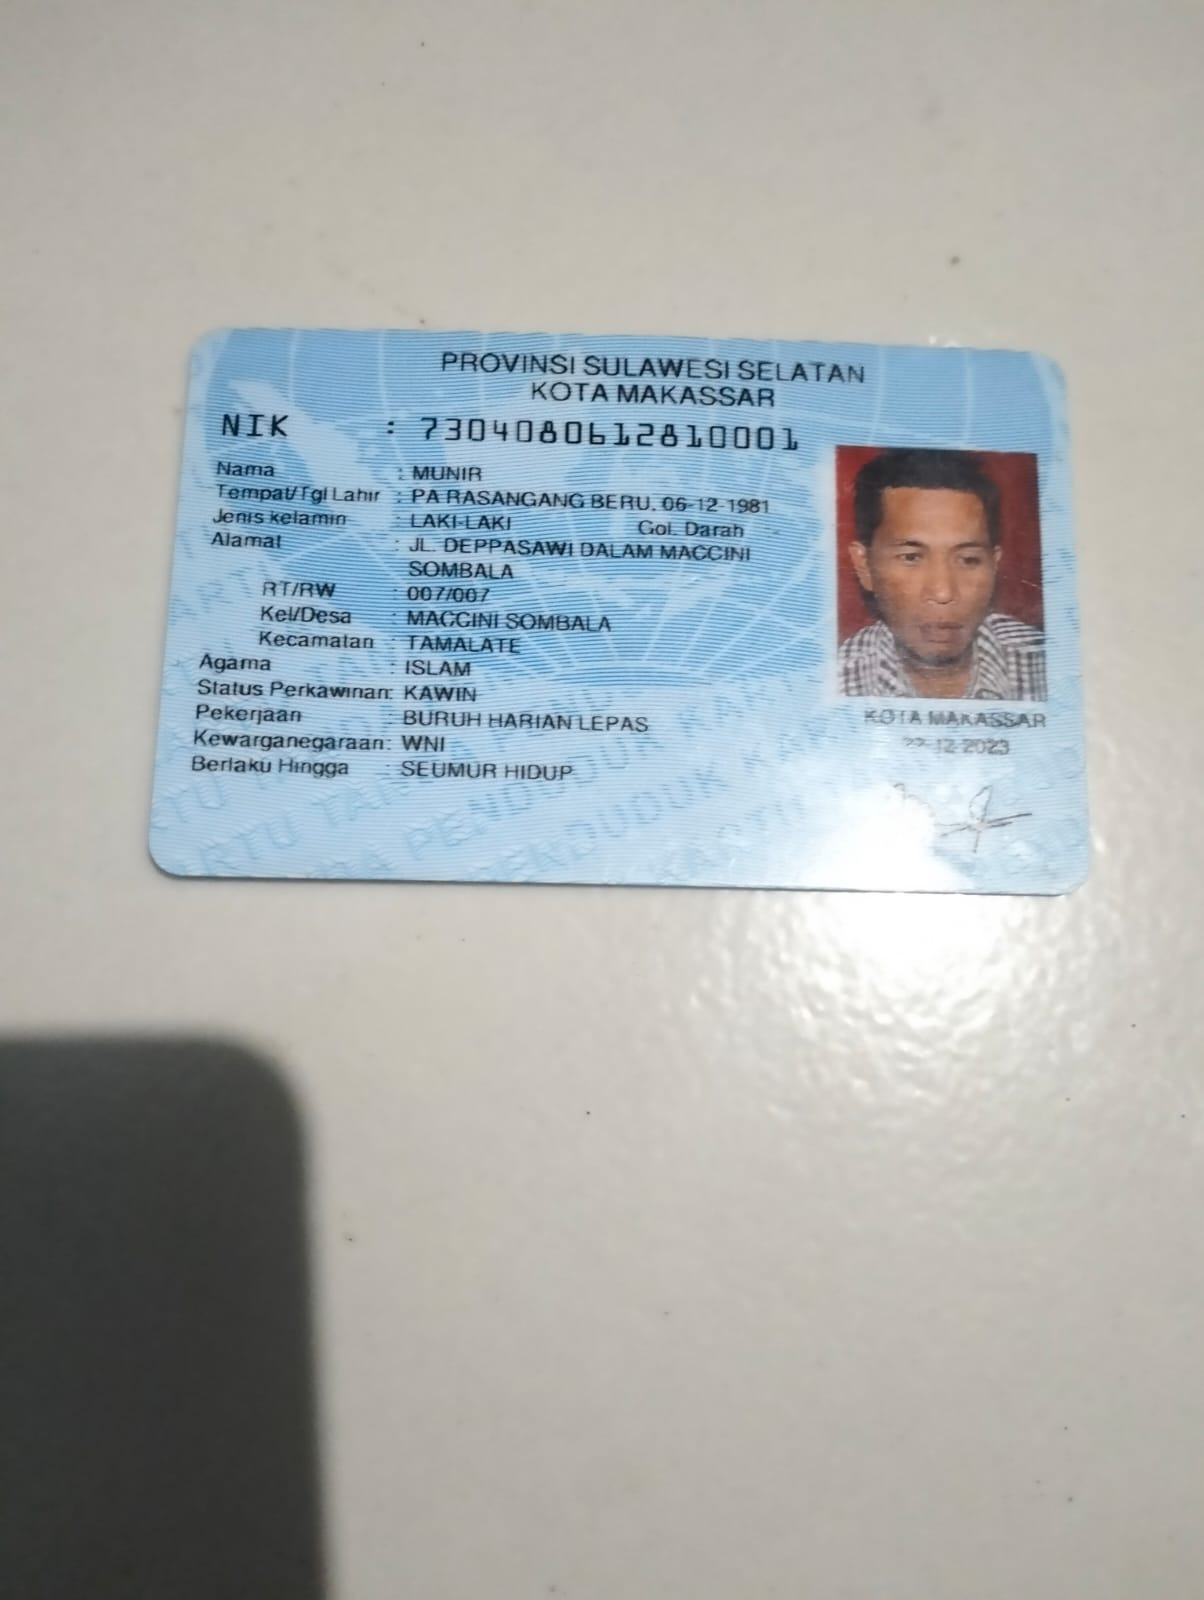 PROVINSI SULAWESI SELATAN
KOTA MAKASSAR
NIK : 7304080612810001
Nama : MUNIR
Tempat/Tgl Lahir : PA RASANGANG BERU, 06-12-1981
Jenis kelamin : LAKI-LAKI Gol. Darah -
Alamat : JL. DEPPASAWI DALAM MACCINI
SOMBALA
RT/RW : 007/007
Kel/Desa : MACCINI SOMBALA
Kecamatan : TAMALATE
Agama : ISLAM
Status Perkawinan: KAWIN
Pekerjaan : BURUH HARIAN LEPAS
Kewarganegaraan: WNI
Berlaku Hingga : SEUMUR HIDUP
KOTA MAKASSAR
22-12-2023